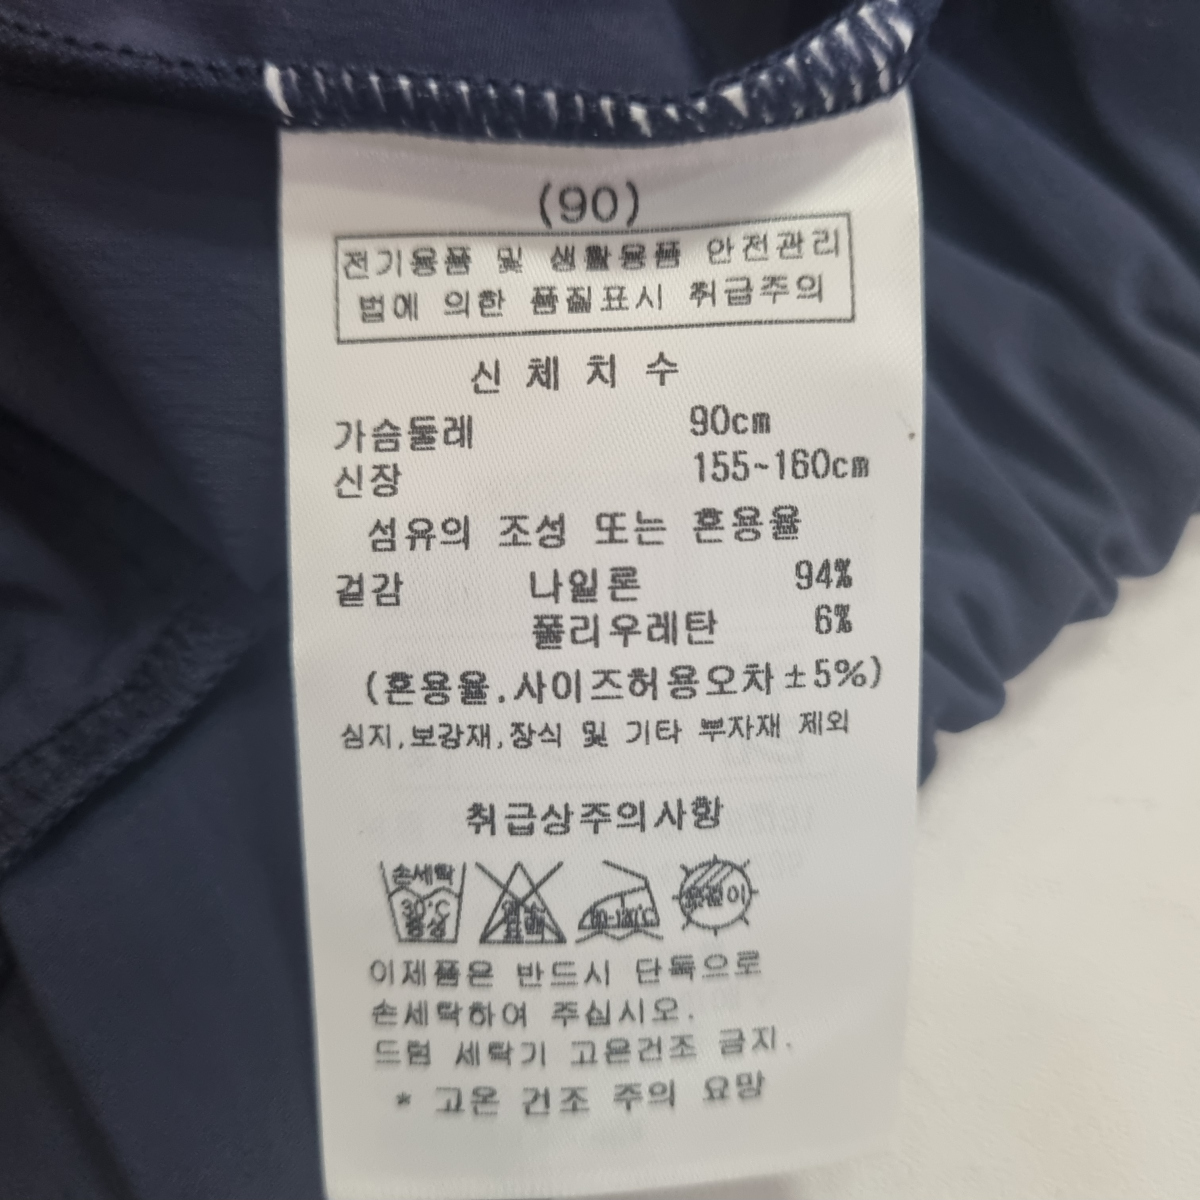 (90)
전기용품 및 생활용품 안전관리
법에 의한 품질표시 취급주의
신 체 치 수
가슴둘레 90cm
신장 155~160cm
섬유의 조성 또는 혼용율
겉감 나일론 94%
폴리우레탄 6%
(혼용율.사이즈허용오차±5%)
심지,보강재,장식 및 기타 부자재 제외
취급상주의사항
손세탁
30℃
중성
이제품은 반드시 단독으로
손세탁하여 주십시오.
드럼 세탁기 고온건조 금지.
* 고온 건조 주의 요망